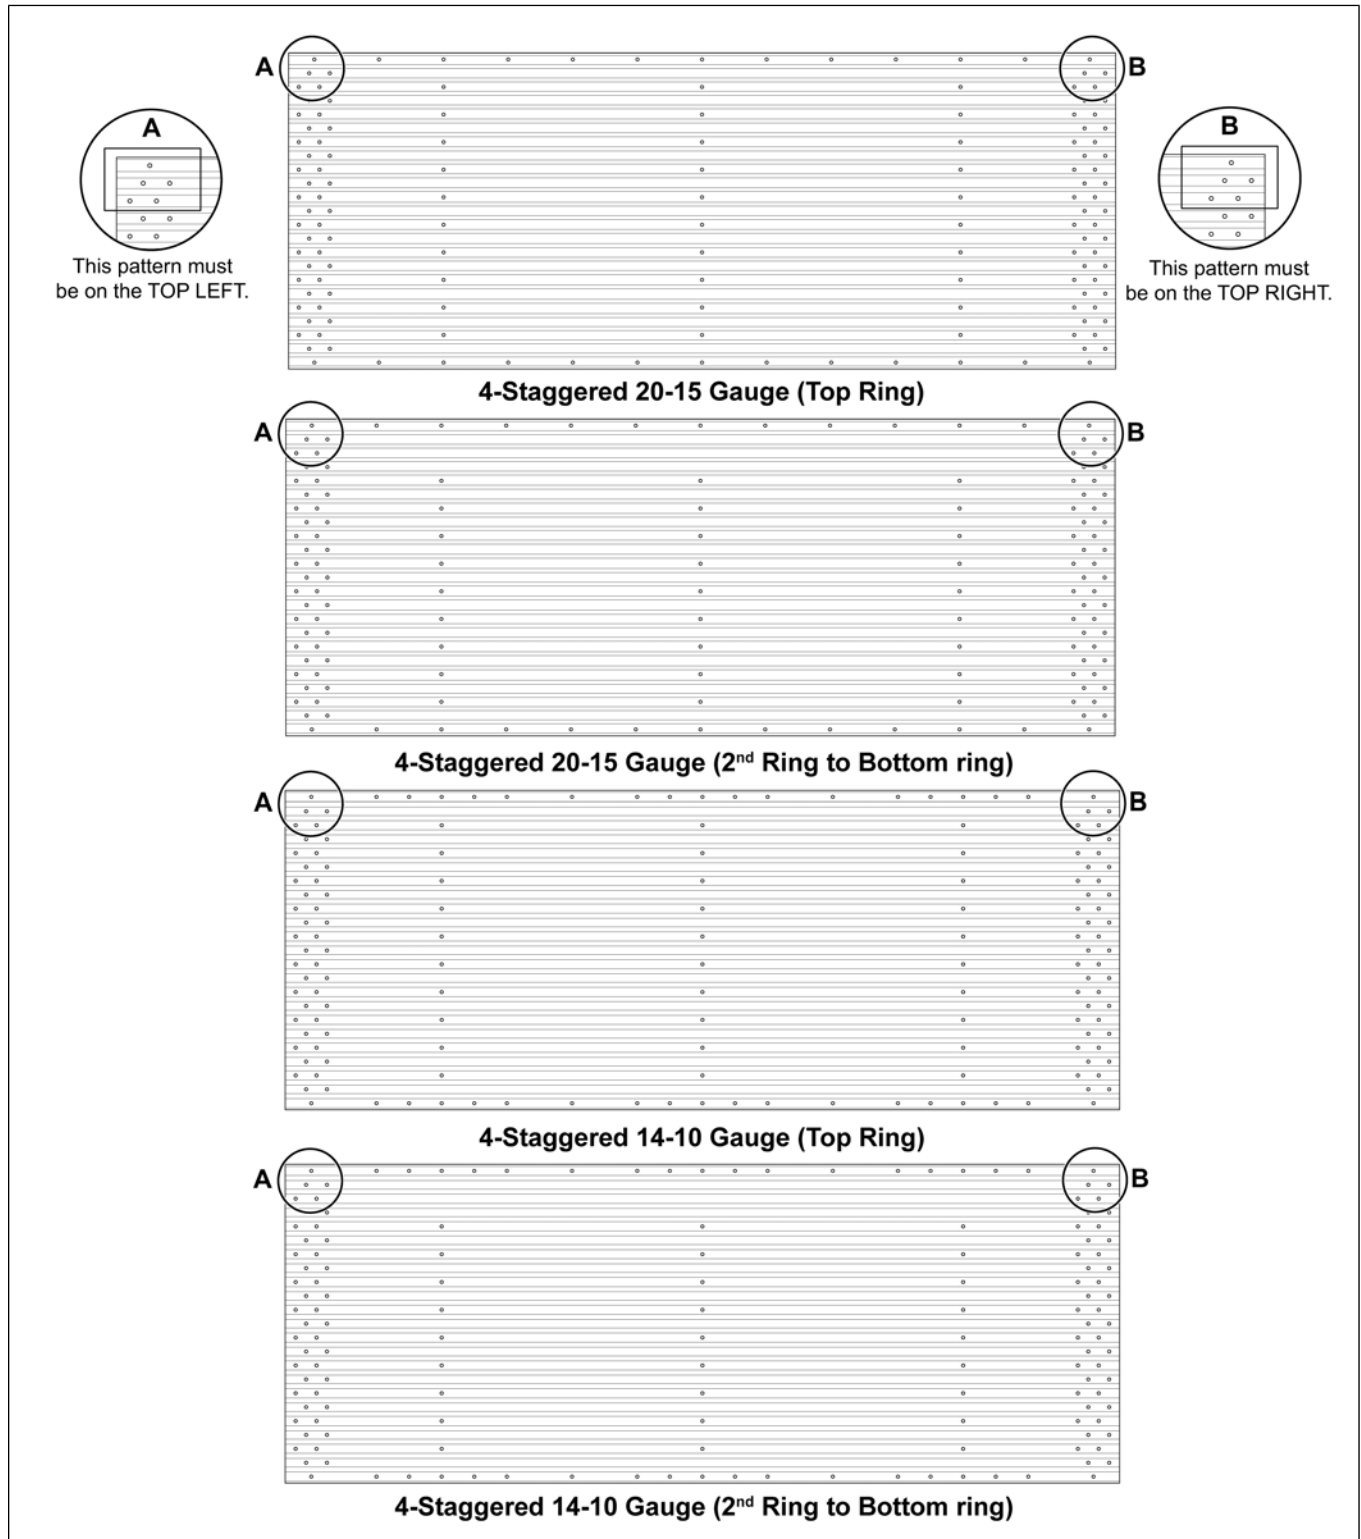 A
B
A
This pattern must
be on the TOP LEFT.
B
This pattern must
be on the TOP RIGHT.
4-Staggered 20-15 Gauge (Top Ring)
A
B
4-Staggered 20-15 Gauge (2nd Ring to Bottom ring)
A
B
4-Staggered 14-10 Gauge (Top Ring)
A
B
4-Staggered 14-10 Gauge (2nd Ring to Bottom ring)